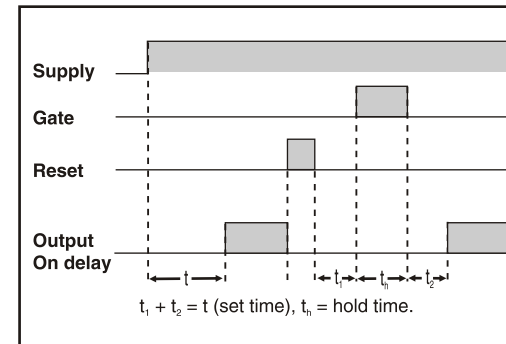 Supply
Gate
Reset
Output
On delay
t t₁ tₕ t₂
t₁ + t₂ = t (set time), tₕ = hold time.